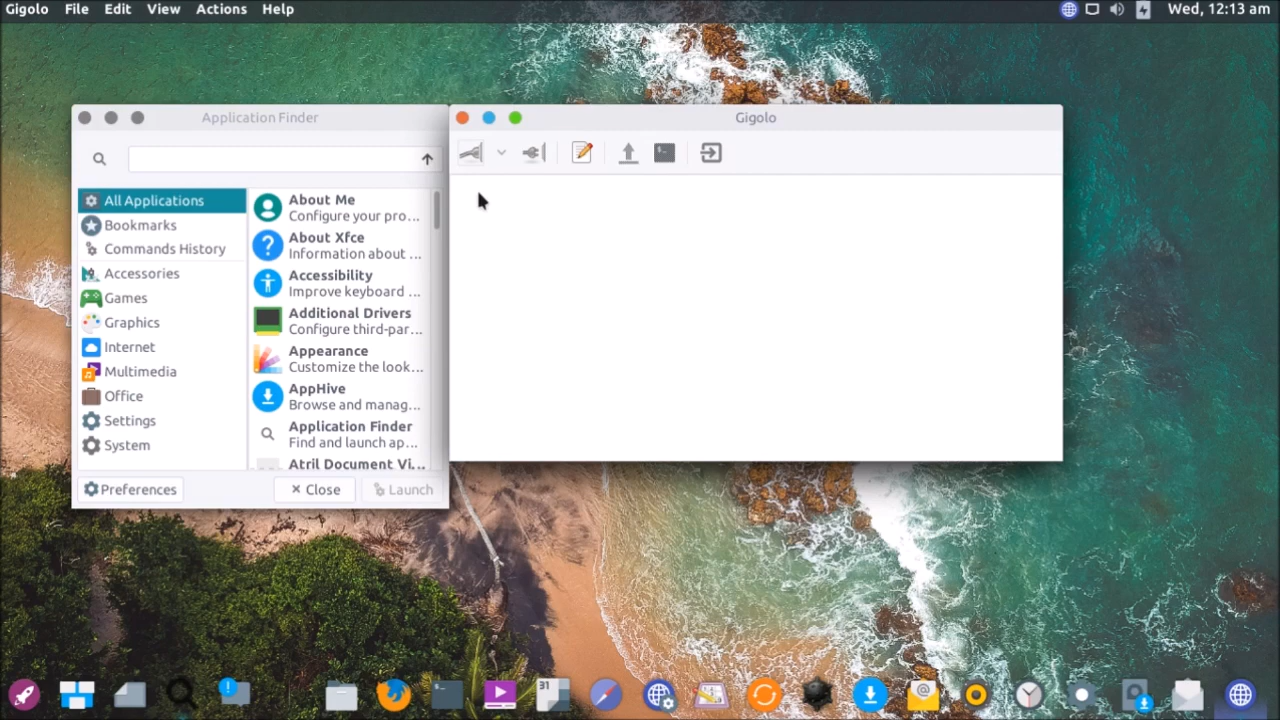 Gigolo File Edit View Actions Help
Wed, 12:13 am
Application Finder
All Applications
Bookmarks
Commands History
Accessories
Games
Graphics
Internet
Multimedia
Office
Settings
System
About Me
Configure your pro...
About Xfce
Information about ...
Accessibility
Improve keyboard ...
Additional Drivers
Configure third-par...
Appearance
Customize the look...
AppHive
Browse and manag...
Application Finder
Find and launch ap...
Atril Document Vi...
Preferences
Close
Launch
Gigolo
31